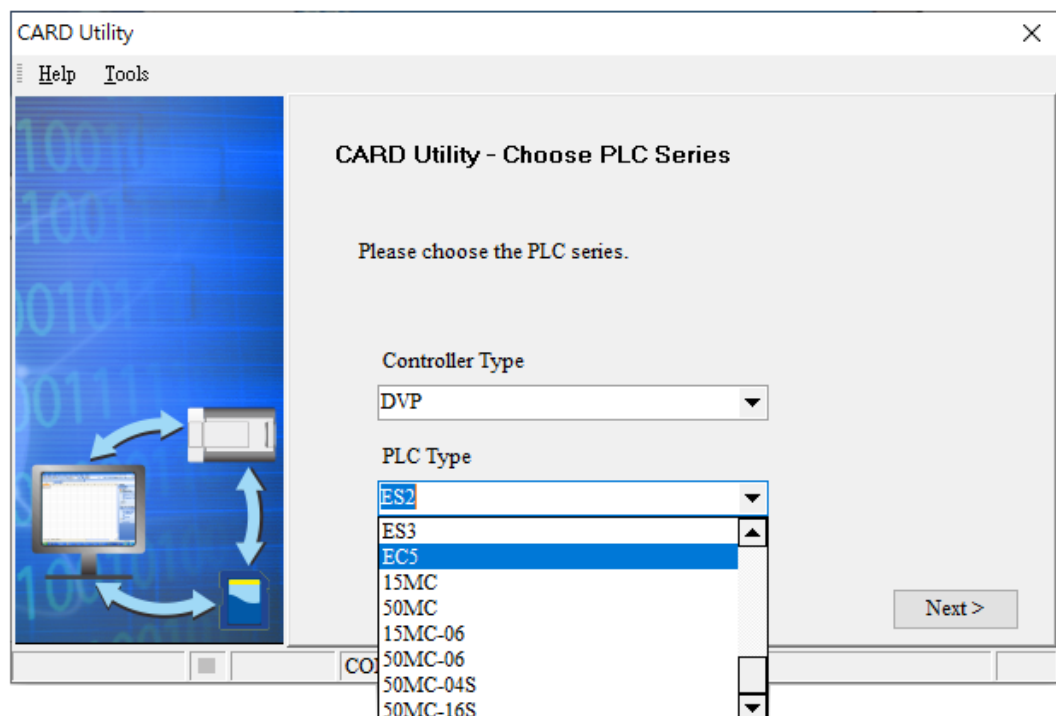 CARD Utility
Help Tools
CARD Utility - Choose PLC Series
Please choose the PLC series.
Controller Type
DVP
PLC Type
ES2
ES3
EC5
15MC
50MC
15MC-06
50MC-06
50MC-04S
50MC-16S
Next >